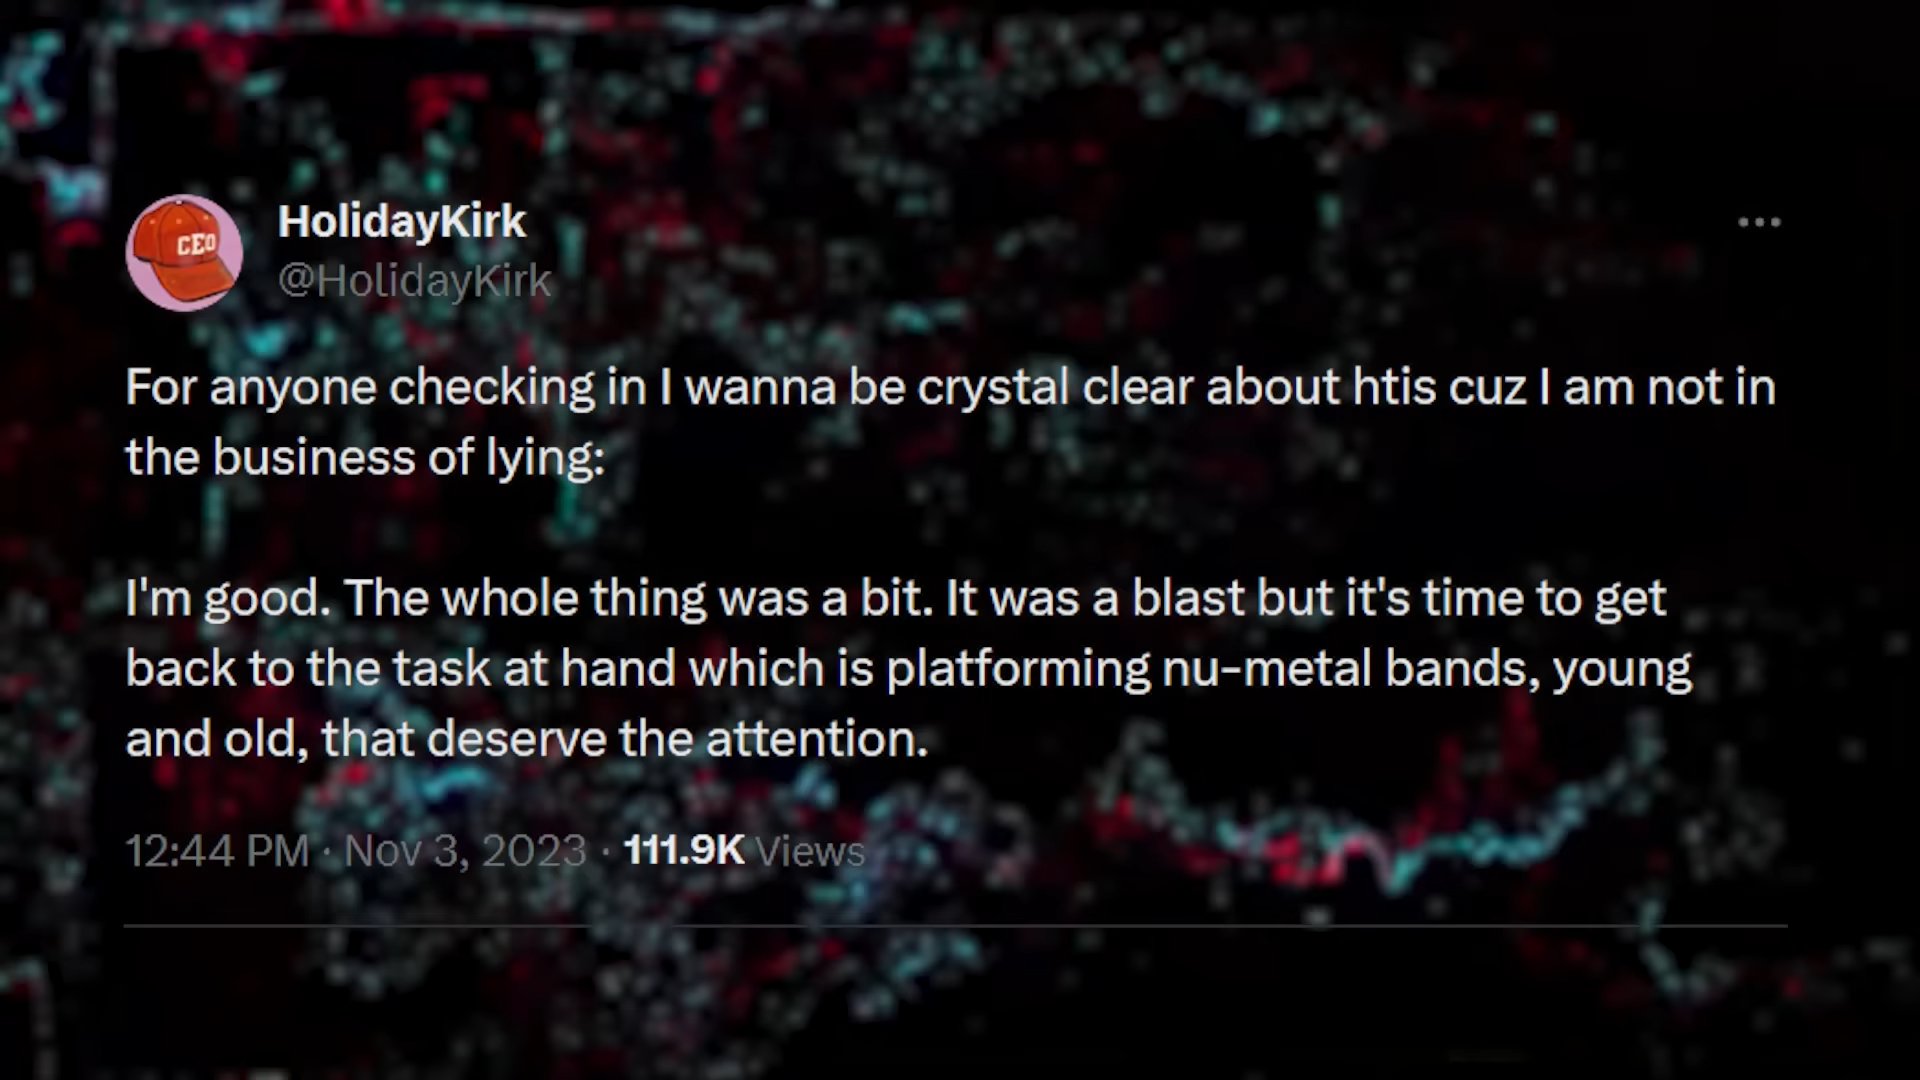 CEO
HolidayKirk
@HolidayKirk
For anyone checking in I wanna be crystal clear about htis cuz I am not in
the business of lying:
I'm good. The whole thing was a bit. It was a blast but it's time to get
back to the task at hand which is platforming nu-metal bands, young
and old, that deserve the attention.
12:44 PM · Nov 3, 2023 · 111.9K Views